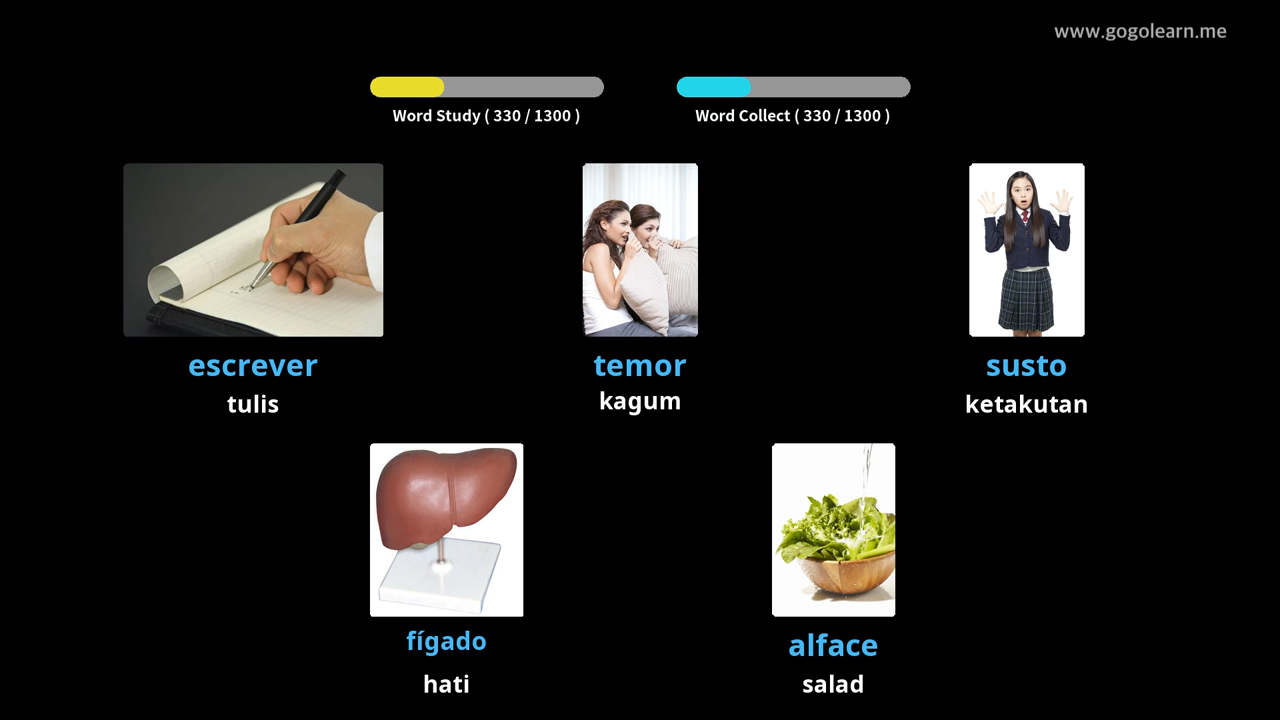 www.gogolearn.me
Word Study ( 330 / 1300 )
Word Collect ( 330 / 1300 )
escrever
tulis
temor
kagum
susto
ketakutan
fígado
hati
alface
salad